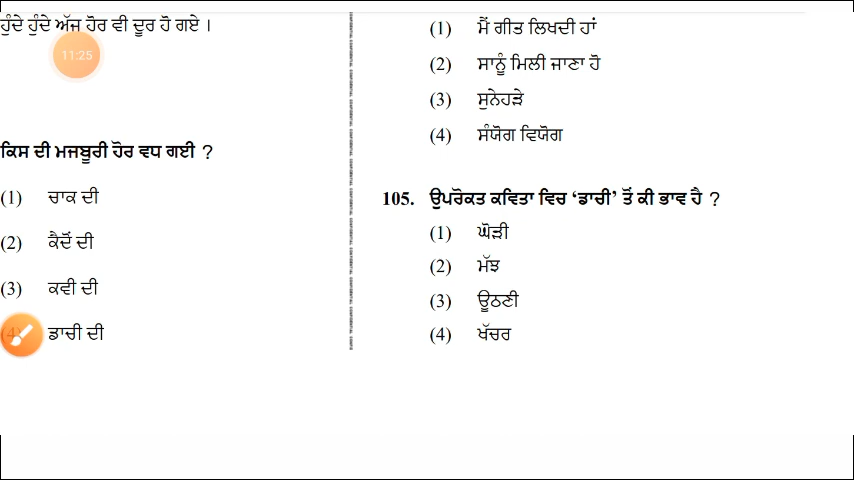 ਹੁੰਦੇ ਹੁੰਦੇ ਅੱਜ ਹੋਰ ਵੀ ਦੂਰ ਹੋ ਗਏ ।
11:25
ਕਿਸ ਦੀ ਮਜਬੂਰੀ ਹੋਰ ਵਧ ਗਈ ?
(1) ਚਾਕ ਦੀ
(2) ਕੈਦੋਂ ਦੀ
(3) ਕਵੀ ਦੀ
(4) ਡਾਚੀ ਦੀ
(1) ਮੈਂ ਗੀਤ ਲਿਖਦੀ ਹਾਂ
(2) ਸਾਨੂੰ ਮਿਲੀ ਜਾਣਾ ਹੋ
(3) ਸੁਨੇਹੜੇ
(4) ਸੰਯੋਗ ਵਿਯੋਗ
105. ਉਪਰੋਕਤ ਕਵਿਤਾ ਵਿਚ ‘ਡਾਚੀ’ ਤੋਂ ਕੀ ਭਾਵ ਹੈ ?
(1) ਘੋੜੀ
(2) ਮੱਝ
(3) ਊਠਣੀ
(4) ਖੱਚਰ